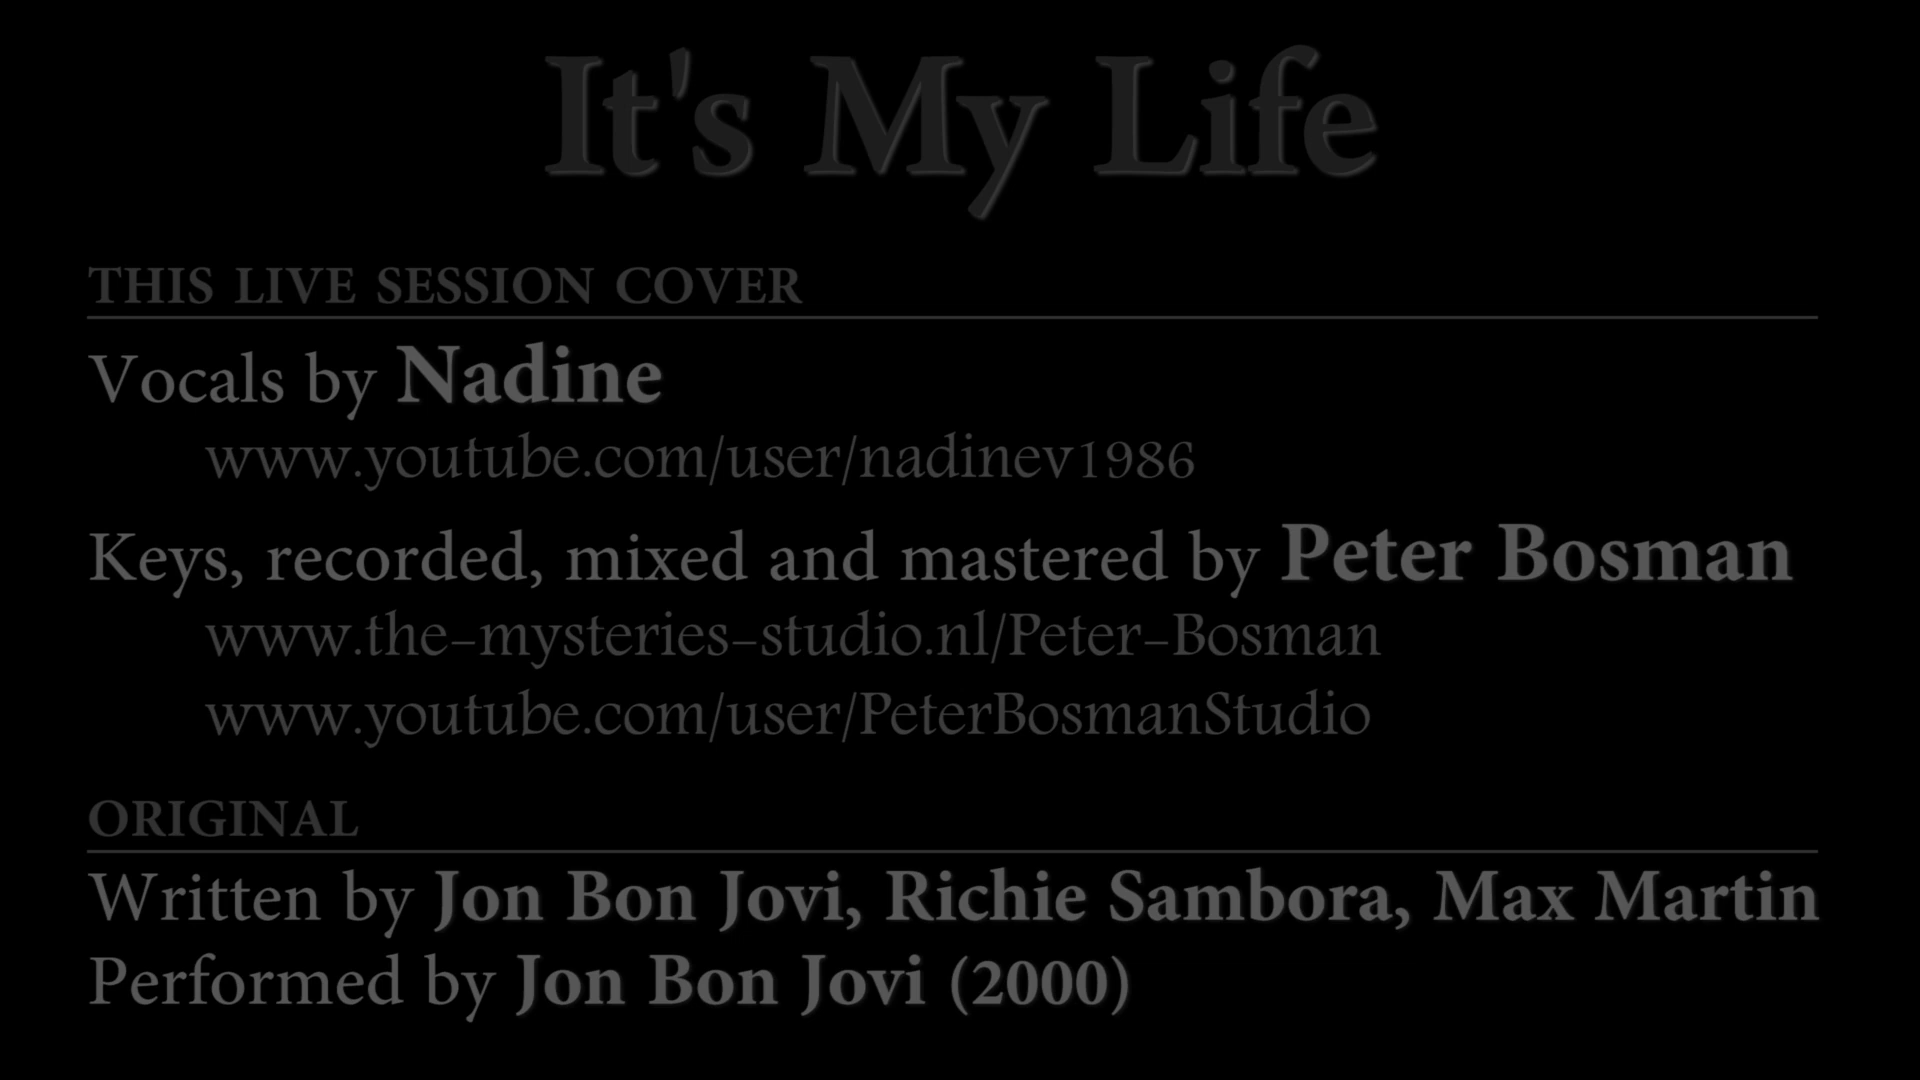 It's My Life
THIS LIVE SESSION COVER
Vocals by Nadine
www.youtube.com/user/nadinev1986
Keys, recorded, mixed and mastered by Peter Bosman
www.the-mysteries-studio.nl/Peter-Bosman
www.youtube.com/user/PeterBosmanStudio
ORIGINAL
Written by Jon Bon Jovi, Richie Sambora, Max Martin
Performed by Jon Bon Jovi (2000)